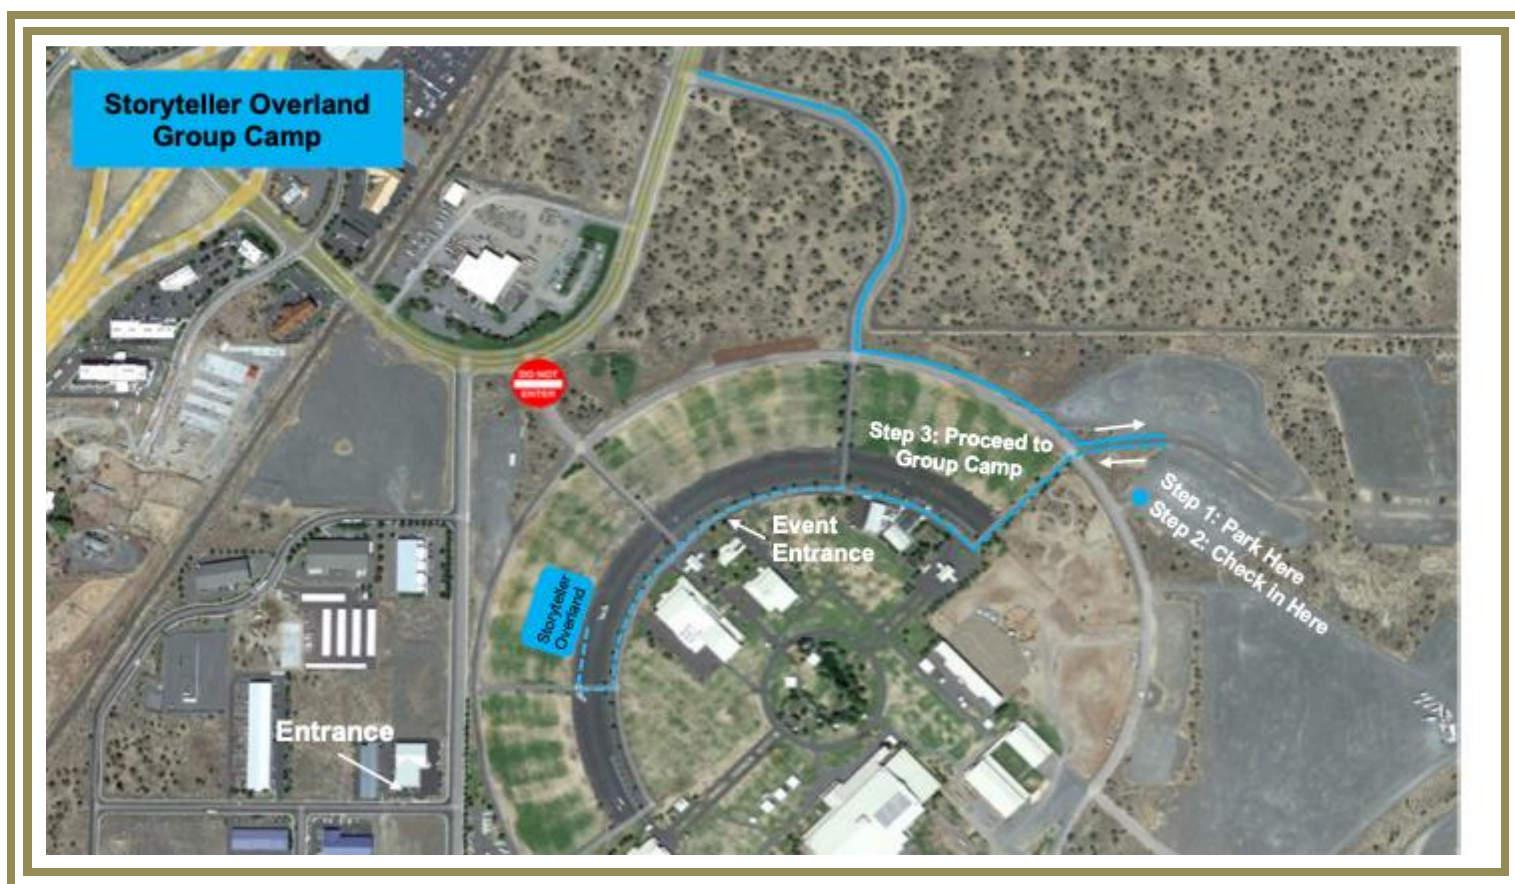 Storyteller Overland
Group Camp
DO NOT
ENTER
Step 3: Proceed to
Group Camp
Step 1: Park Here
Step 2: Check in Here
Event
Entrance
Storyteller
Overland
Entrance